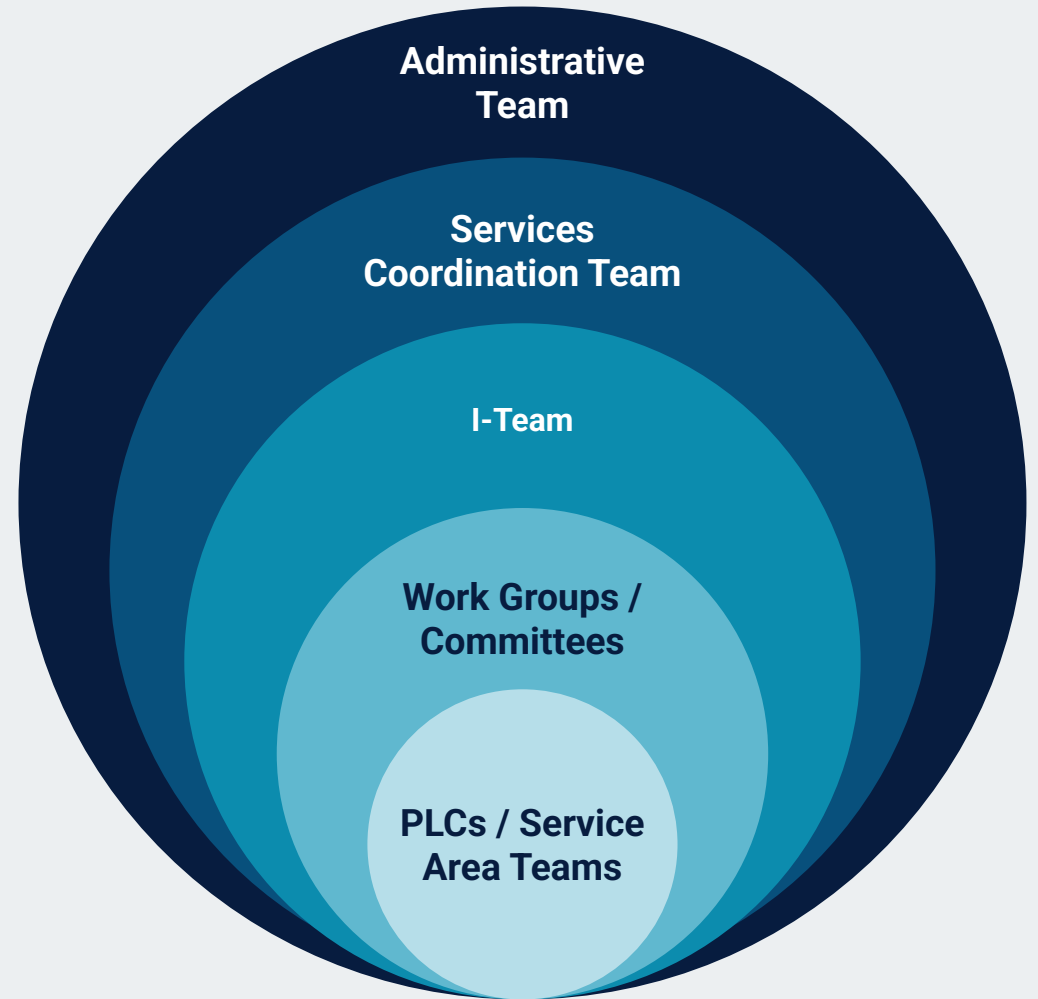 Administrative
Team
Services
Coordination Team
I-Team
Work Groups /
Committees
PLCs / Service
Area Teams